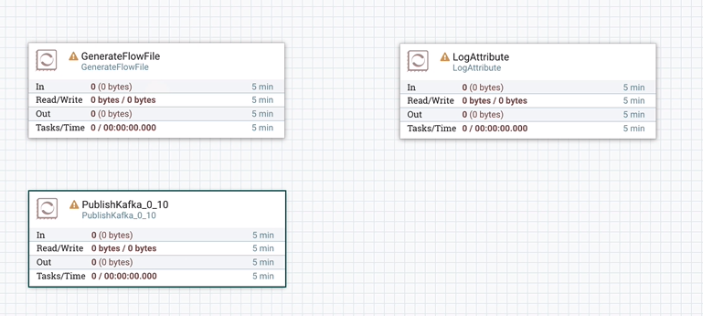 GenerateFlowFile
GenerateFlowFile
In 0 (0 bytes) 5 min
Read/Write 0 bytes / 0 bytes 5 min
Out 0 (0 bytes) 5 min
Tasks/Time 0 / 00:00:00.000 5 min
LogAttribute
LogAttribute
In 0 (0 bytes) 5 min
Read/Write 0 bytes / 0 bytes 5 min
Out 0 (0 bytes) 5 min
Tasks/Time 0 / 00:00:00.000 5 min
PublishKafka_0_10
PublishKafka_0_10
In 0 (0 bytes) 5 min
Read/Write 0 bytes / 0 bytes 5 min
Out 0 (0 bytes) 5 min
Tasks/Time 0 / 00:00:00.000 5 min